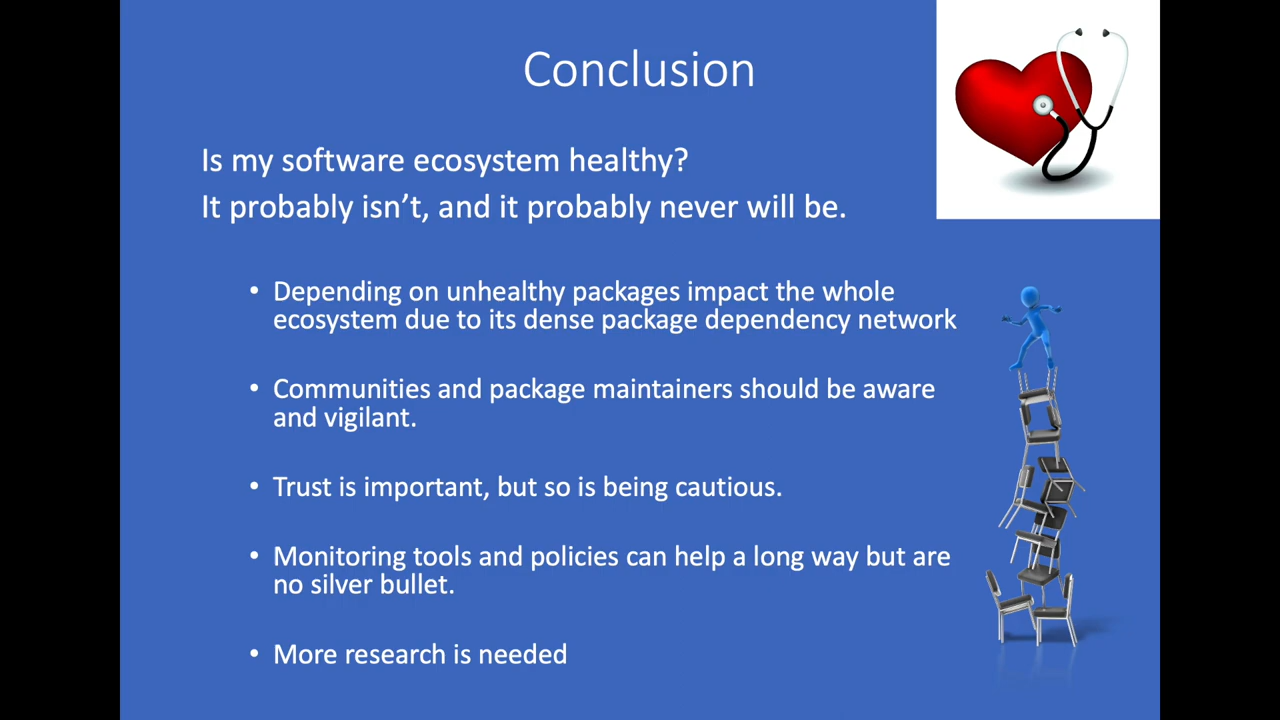 Conclusion
Is my software ecosystem healthy?
It probably isn’t, and it probably never will be.
• Depending on unhealthy packages impact the whole
ecosystem due to its dense package dependency network
• Communities and package maintainers should be aware
and vigilant.
• Trust is important, but so is being cautious.
• Monitoring tools and policies can help a long way but are
no silver bullet.
• More research is needed